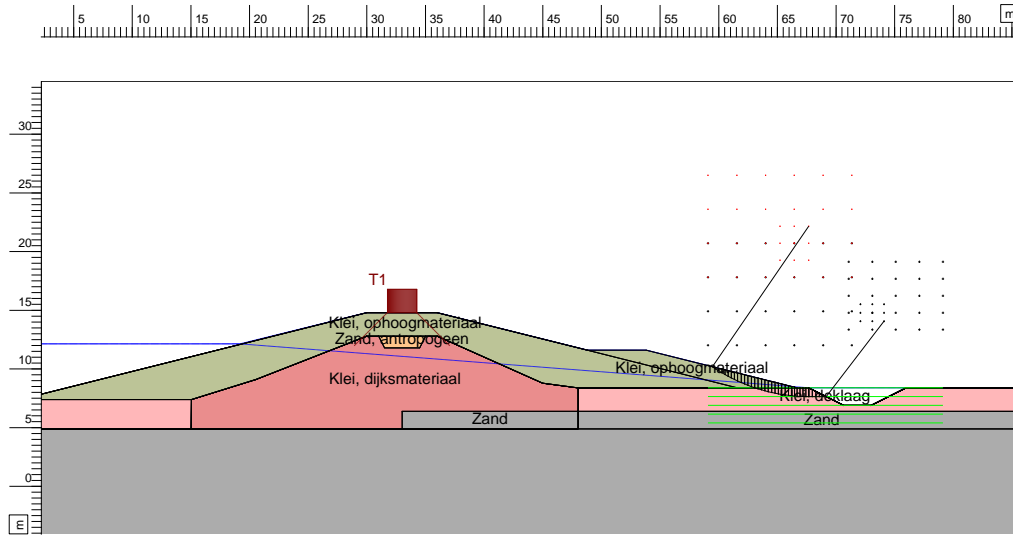 5 10 15 20 25 30 35 40 45 50 55 60 65 70 75 80 m
30
25
20
15
10
5
0
m
T1
Klei, ophoogmateriaal
Zand, antropogeen
Klei, dijksmateriaal
Klei, ophoogmateriaal
Klei, deklaag
Zand
Zand